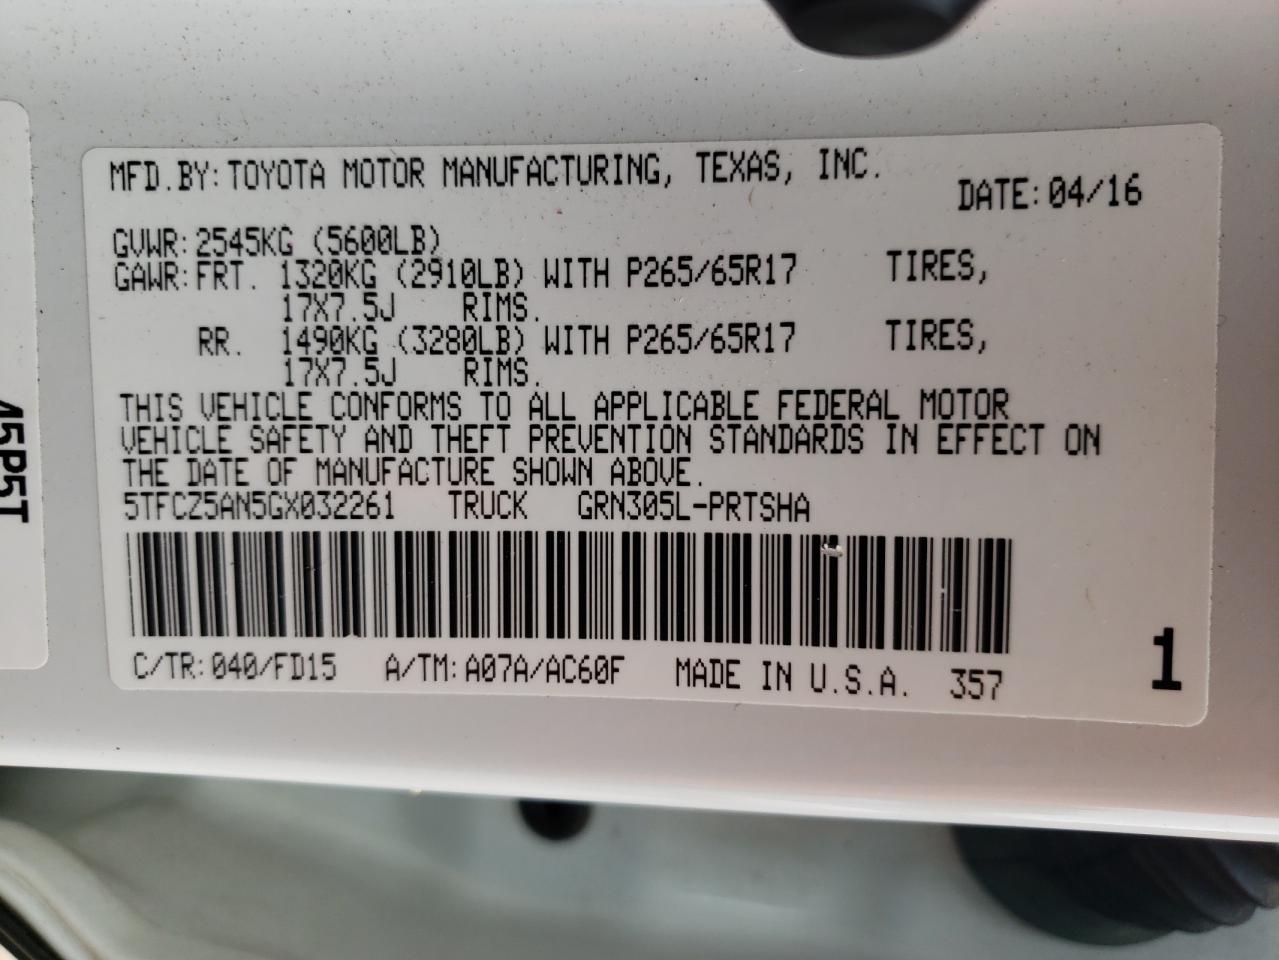 MFD.BY:TOYOTA MOTOR MANUFACTURING, TEXAS, INC. DATE:04/16
GVWR:2545KG (5600LB)
GAWR:FRT. 1320KG (2910LB) WITH P265/65R17 TIRES,
17X7.5J RIMS.
RR. 1490KG (3280LB) WITH P265/65R17 TIRES,
17X7.5J RIMS.
THIS VEHICLE CONFORMS TO ALL APPLICABLE FEDERAL MOTOR
VEHICLE SAFETY AND THEFT PREVENTION STANDARDS IN EFFECT ON
THE DATE OF MANUFACTURE SHOWN ABOVE.
5TFCZ5AN5GX032261 TRUCK GRN305L-PRTSHA
C/TR:040/FD15 A/TM:A07A/AC60F MADE IN U.S.A. 357
1
45P5T